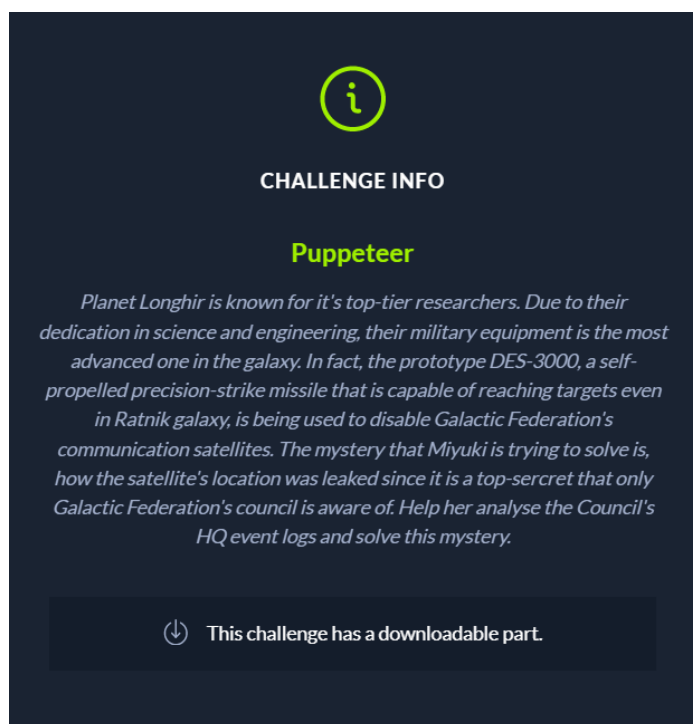 CHALLENGE INFO
Puppeteer
Planet Longhir is known for it's top-tier researchers. Due to their
dedication in science and engineering, their military equipment is the most
advanced one in the galaxy. In fact, the prototype DES-3000, a self-
propelled precision-strike missile that is capable of reaching targets even
in Ratnik galaxy, is being used to disable Galactic Federation's
communication satellites. The mystery that Miyuki is trying to solve is,
how the satellite's location was leaked since it is a top-sercret that only
Galactic Federation's council is aware of. Help her analyse the Council's
HQ event logs and solve this mystery.
This challenge has a downloadable part.